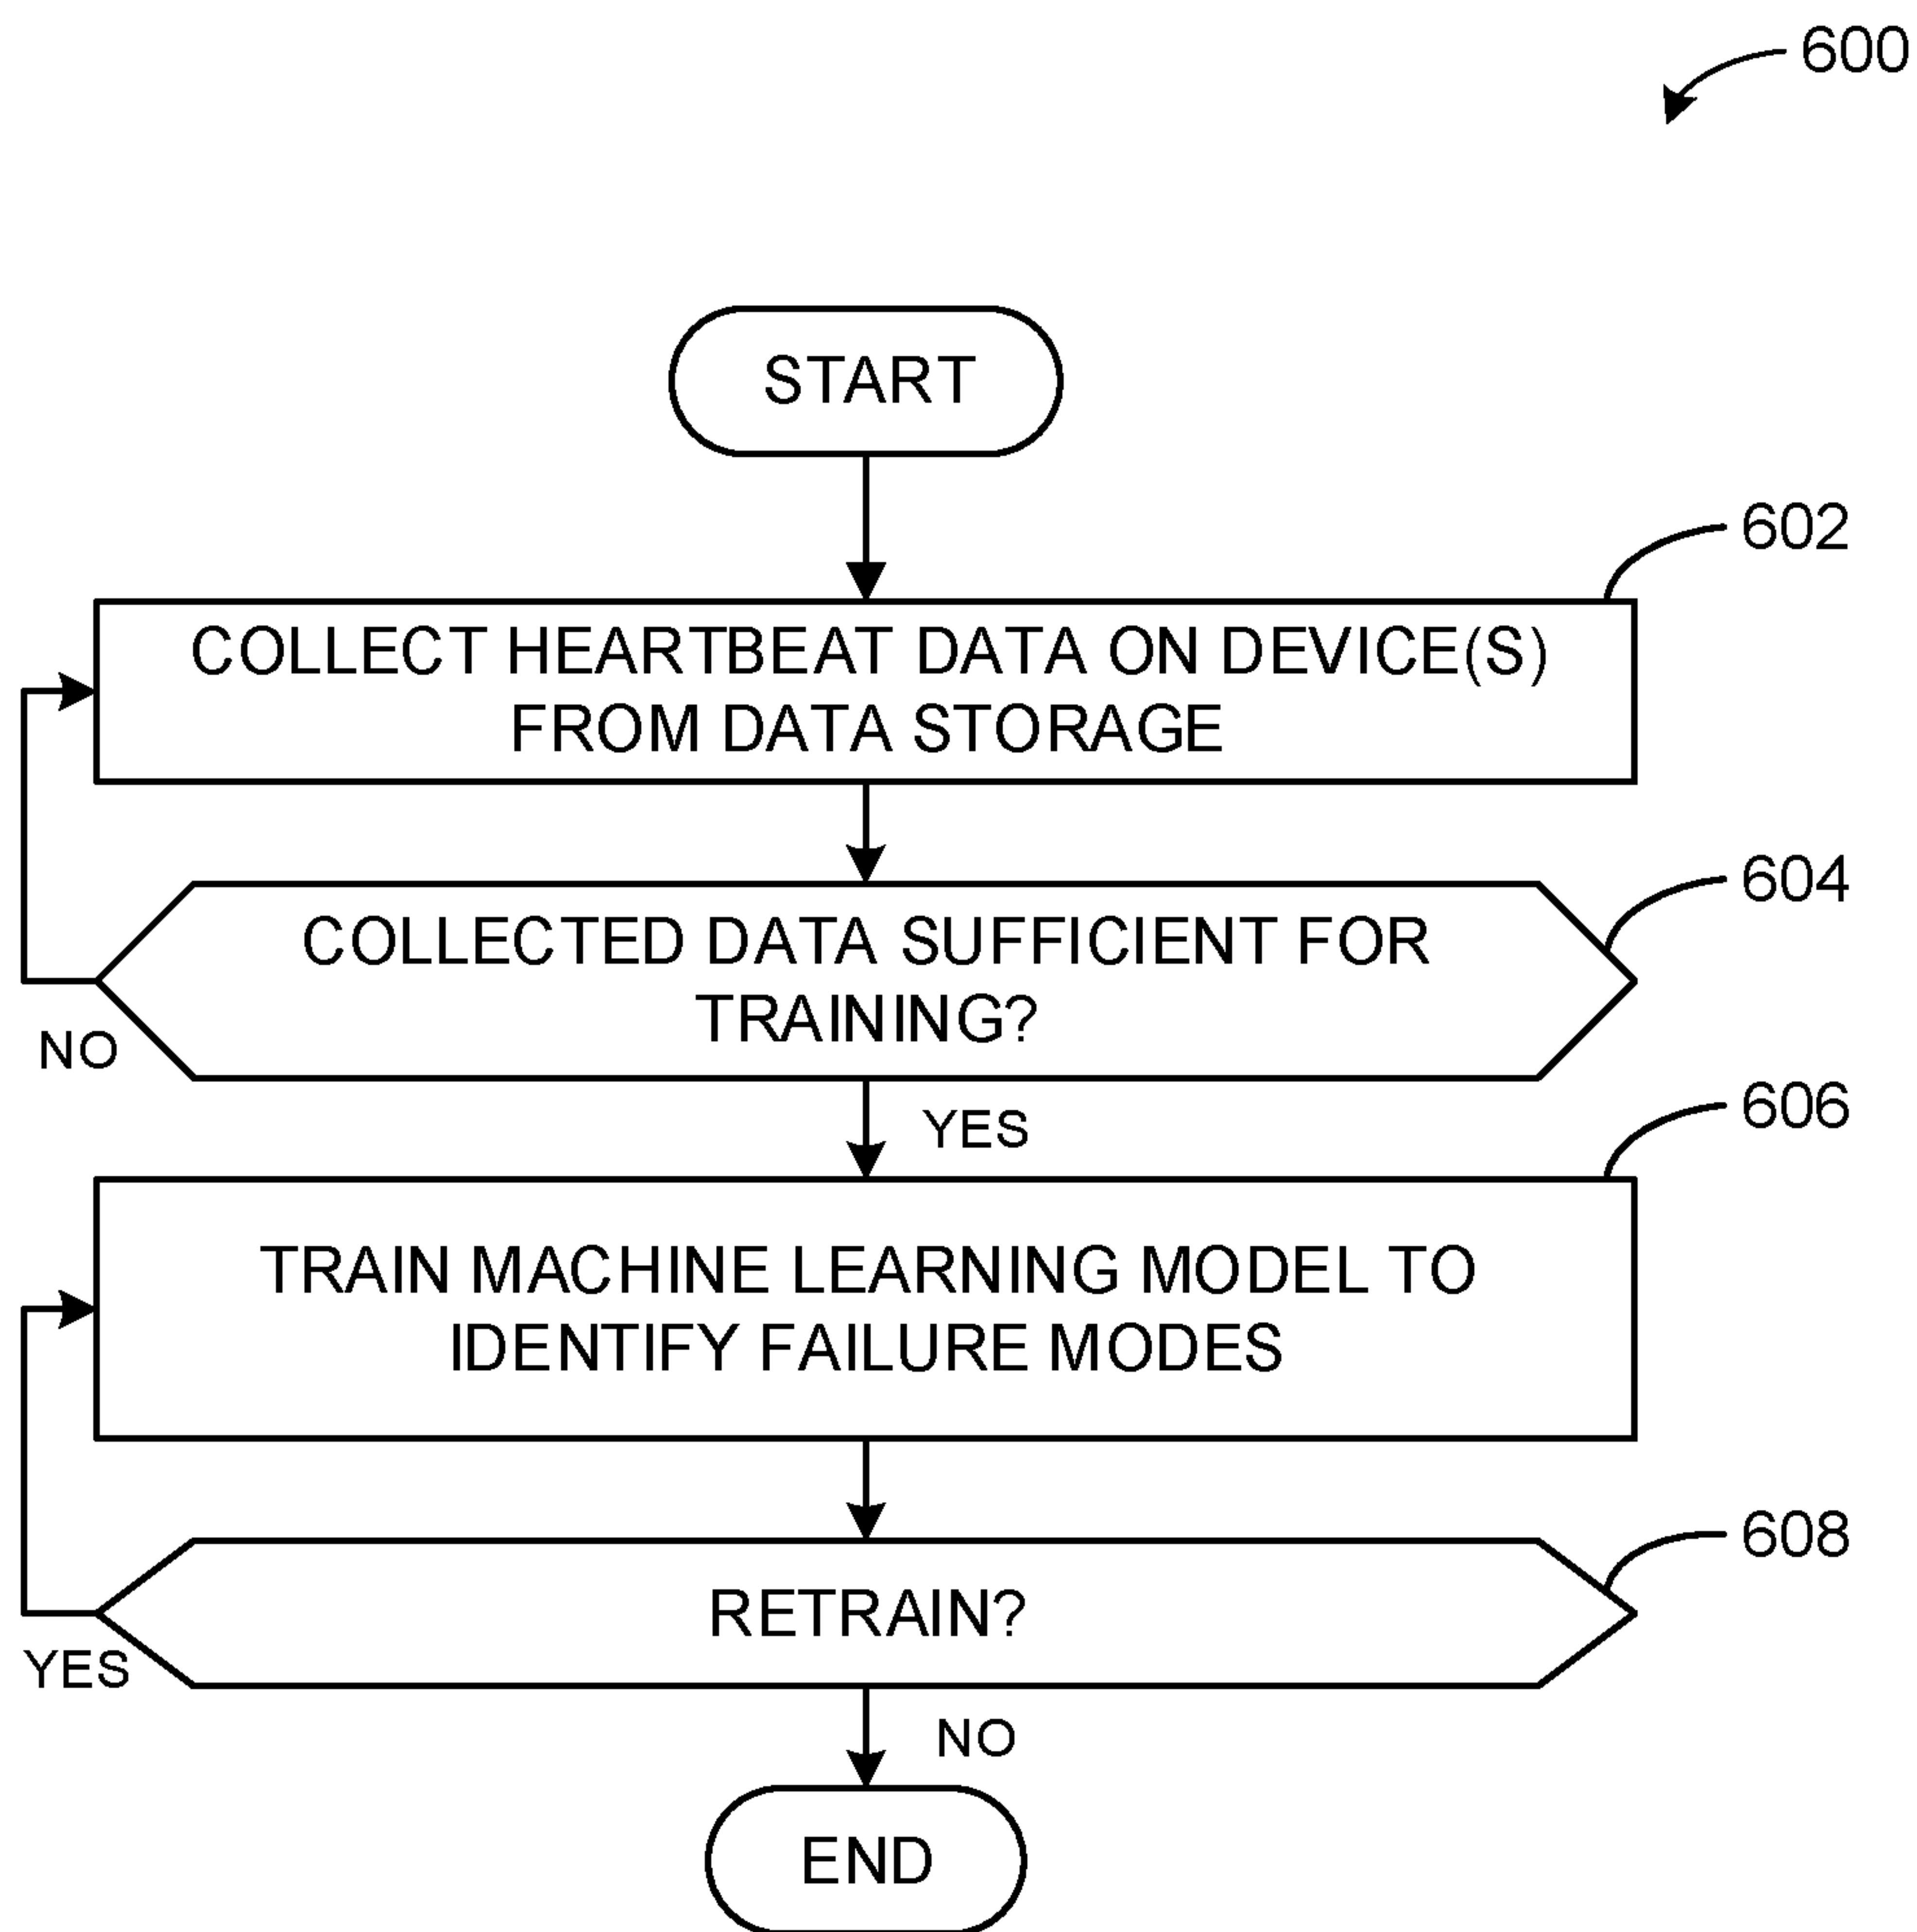 600
START
602
COLLECT HEARTBEAT DATA ON DEVICE(S)
FROM DATA STORAGE
604
COLLECTED DATA SUFFICIENT FOR
TRAINING?
NO
YES
606
TRAIN MACHINE LEARNING MODEL TO
IDENTIFY FAILURE MODES
608
RETRAIN?
YES
NO
END